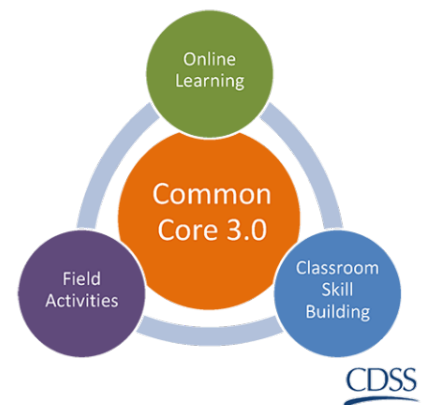 Online
Learning
Common
Core 3.0
Field
Activities
Classroom
Skill
Building
CDSS